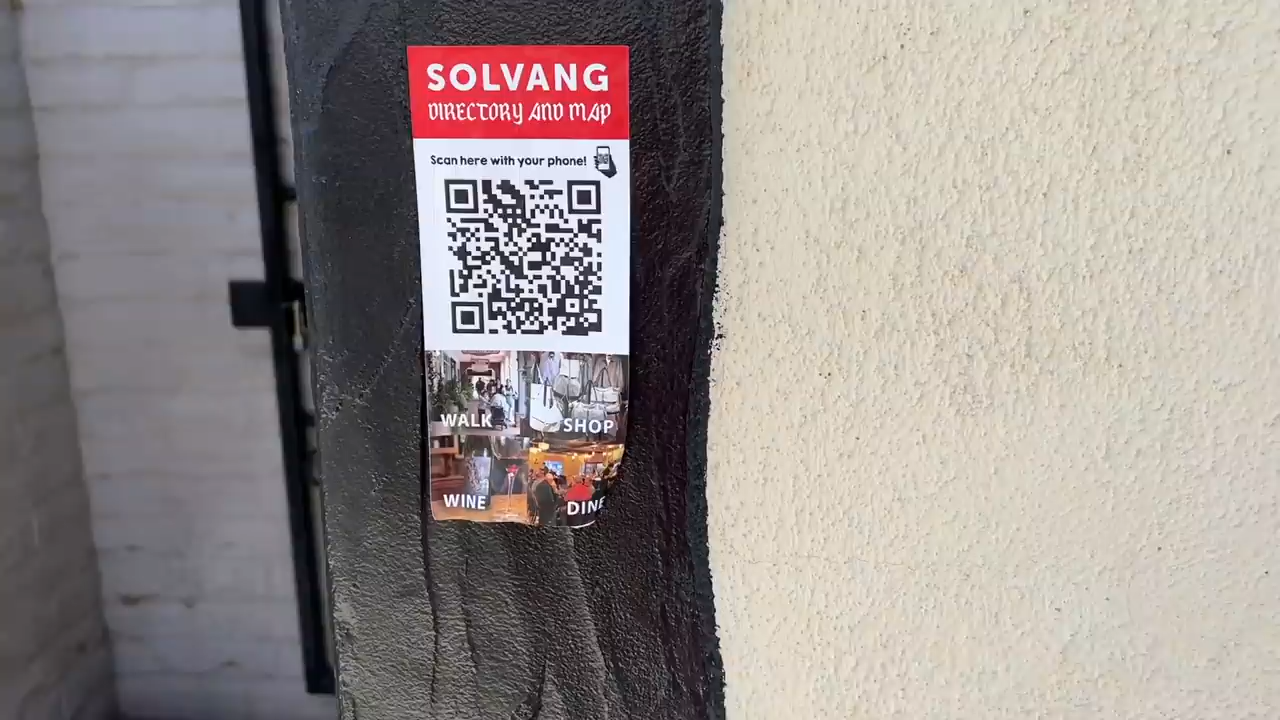 SOLVANG
DIRECTORY AND MAP
Scan here with your phone!
WALK
SHOP
WINE
DINE